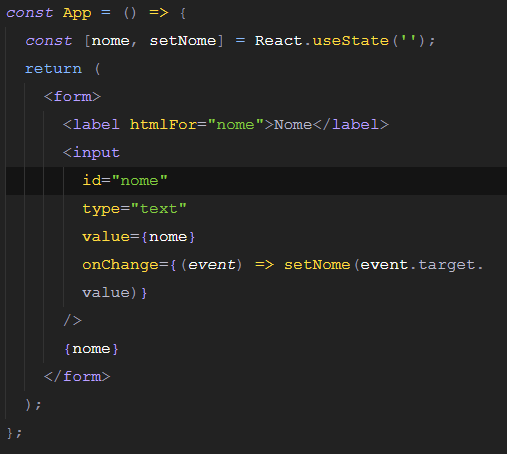 const App = () => {
const [nome, setNome] = React.useState('');
return (
<form>
<label htmlFor="nome">Nome</label>
<input
id="nome"
type="text"
value={nome}
onChange={(event) => setNome(event.target.
value)}
/>
{nome}
</form>
);
};